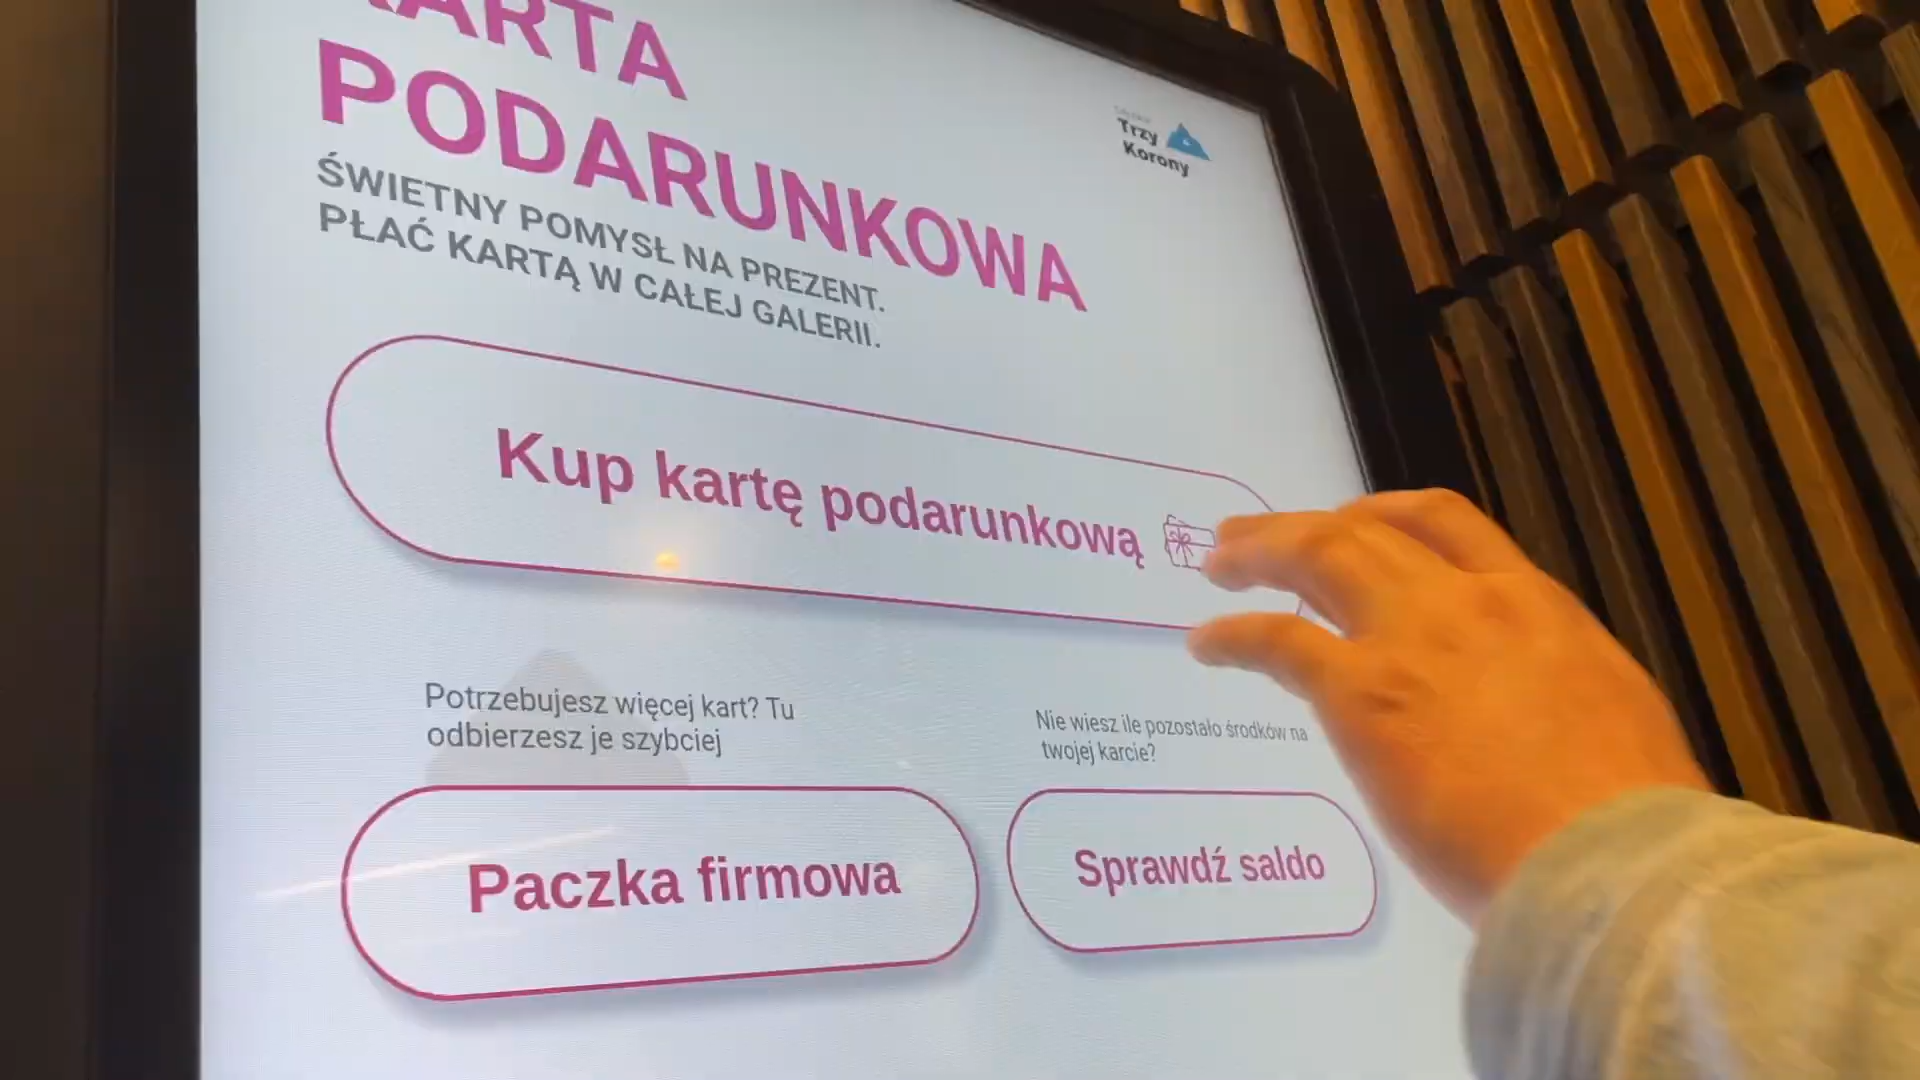 KARTA
PODARUNKOWA
ŚWIETNY POMYSŁ NA PREZENT.
PŁAĆ KARTĄ W CAŁEJ GALERII.
Trzy
Korony
Kup kartę podarunkową
Potrzebujesz więcej kart? Tu
odbierzesz je szybciej
Paczka firmowa
Nie wiesz ile pozostało środków na
twojej karcie?
Sprawdź saldo